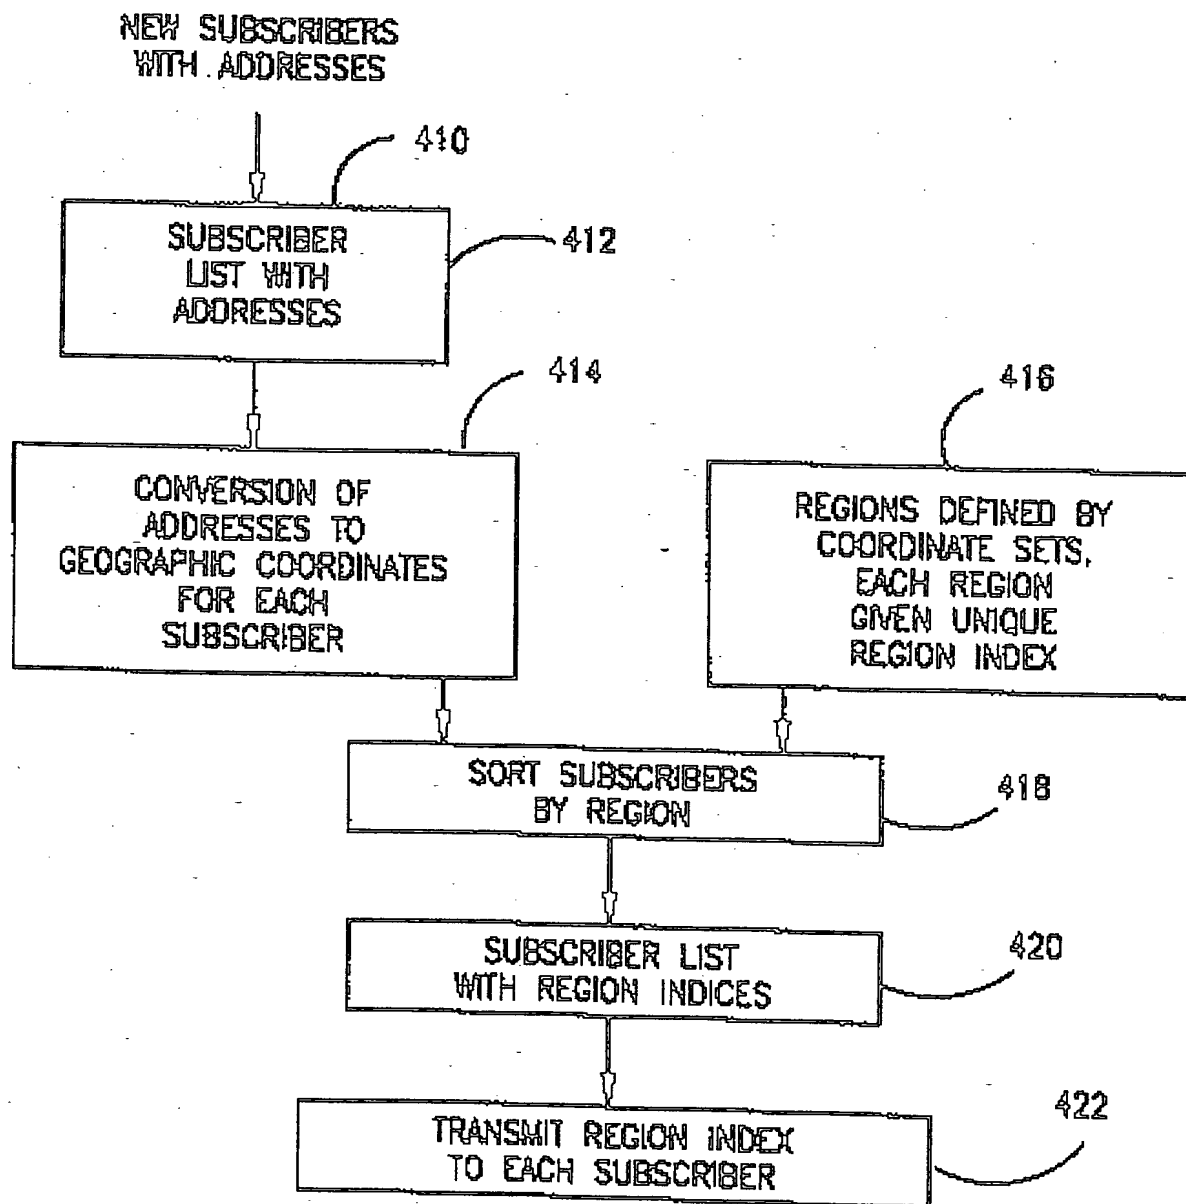 NEW SUBSCRIBERS
WITH ADDRESSES
410
SUBSCRIBER
LIST WITH
ADDRESSES
412
414
CONVERSION OF
ADDRESSES TO
GEOGRAPHIC COORDINATES
FOR EACH
SUBSCRIBER
416
REGIONS DEFINED BY
COORDINATE SETS,
EACH REGION
GIVEN UNIQUE
REGION INDEX
SORT SUBSCRIBERS
BY REGION
418
SUBSCRIBER LIST
WITH REGION INDICES
420
TRANSMIT REGION INDEX
TO EACH SUBSCRIBER
422